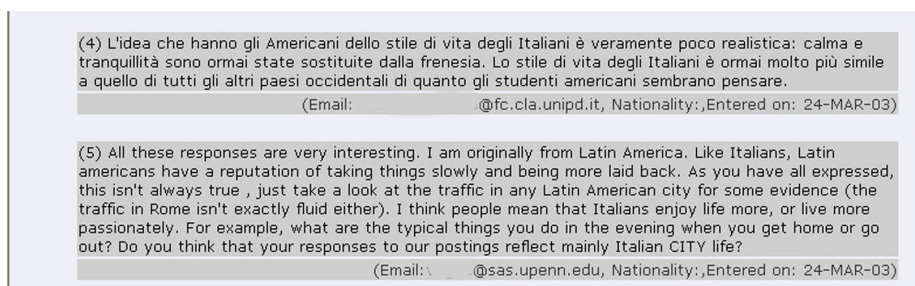 (4) L'idea che hanno gli Americani dello stile di vita degli Italiani è veramente poco realistica: calma e
tranquillità sono ormai state sostituite dalla frenesia. Lo stile di vita degli Italiani è ormai molto più simile
a quello di tutti gli altri paesi occidentali di quanto gli studenti americani sembrano pensare.
(Email: @fc.cla.unipd.it, Nationality:,Entered on: 24-MAR-03)
(5) All these responses are very interesting. I am originally from Latin America. Like Italians, Latin
americans have a reputation of taking things slowly and being more laid back. As you have all expressed,
this isn't always true , just take a look at the traffic in any Latin American city for some evidence (the
traffic in Rome isn't exactly fluid either). I think people mean that Italians enjoy life more, or live more
passionately. For example, what are the typical things you do in the evening when you get home or go
out? Do you think that your responses to our postings reflect mainly Italian CITY life?
(Email: @sas.upenn.edu, Nationality:,Entered on: 24-MAR-03)